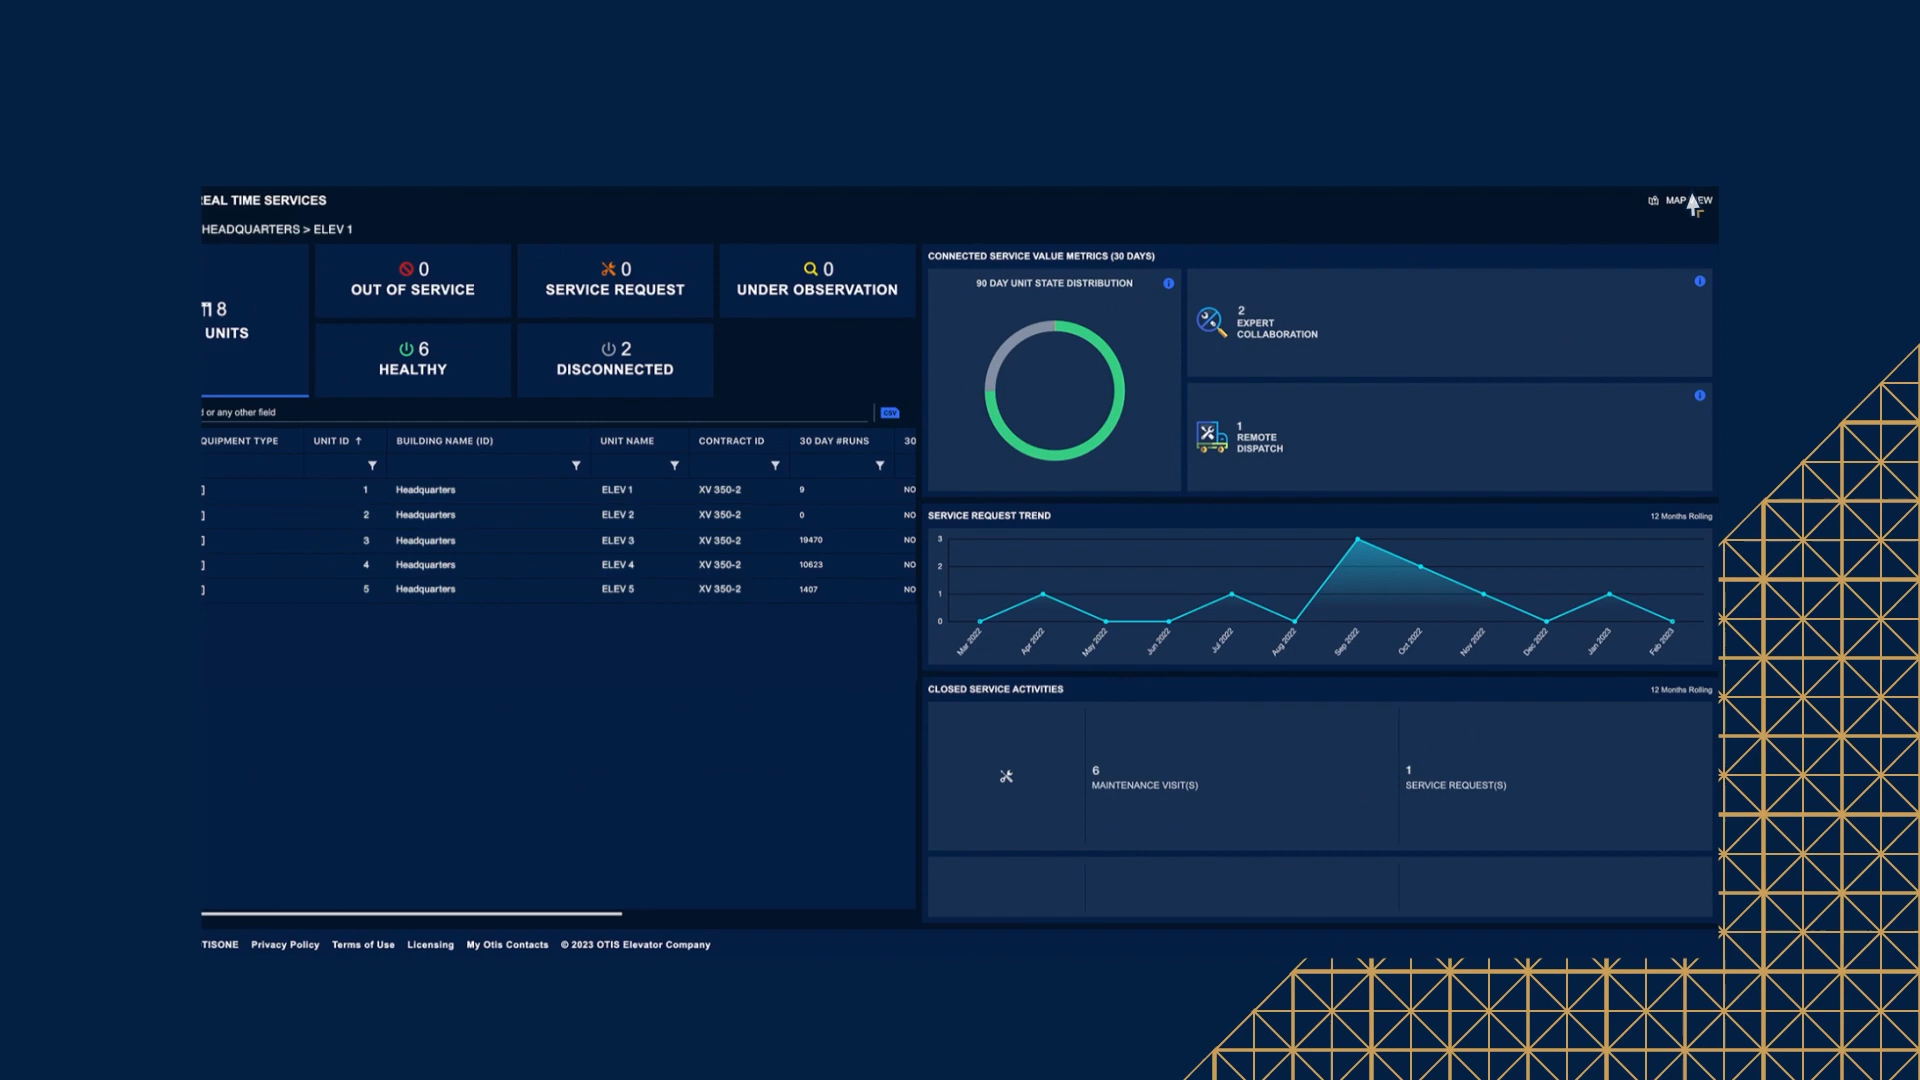 REAL TIME SERVICES
MAP
HEADQUARTERS > ELEV 1
8
UNITS
0
OUT OF SERVICE
0
SERVICE REQUEST
0
UNDER OBSERVATION
6
HEALTHY
2
DISCONNECTED
or any other field
CSV
QUIPMENT TYPE UNIT ID ↑ BUILDING NAME (ID) UNIT NAME CONTRACT ID 30 DAY #RUNS 30
1 Headquarters ELEV 1 XV 350-2 9 NO
2 Headquarters ELEV 2 XV 350-2 0 NO
3 Headquarters ELEV 3 XV 350-2 19470 NO
4 Headquarters ELEV 4 XV 350-2 10623 NO
5 Headquarters ELEV 5 XV 350-2 1407 NO
CONNECTED SERVICE VALUE METRICS (30 DAYS)
90 DAY UNIT STATE DISTRIBUTION
2
EXPERT
COLLABORATION
1
REMOTE
DISPATCH
SERVICE REQUEST TREND
12 Months Rolling
3
2
1
0
Mar 2022 Apr 2022 May 2022 Jun 2022 Jul 2022 Aug 2022 Sep 2022 Oct 2022 Nov 2022 Dec 2022 Jan 2023 Feb 2023
CLOSED SERVICE ACTIVITIES
12 Months Rolling
6
MAINTENANCE VISIT(S)
1
SERVICE REQUEST(S)
TISONE Privacy Policy Terms of Use Licensing My Otis Contacts © 2023 OTIS Elevator Company